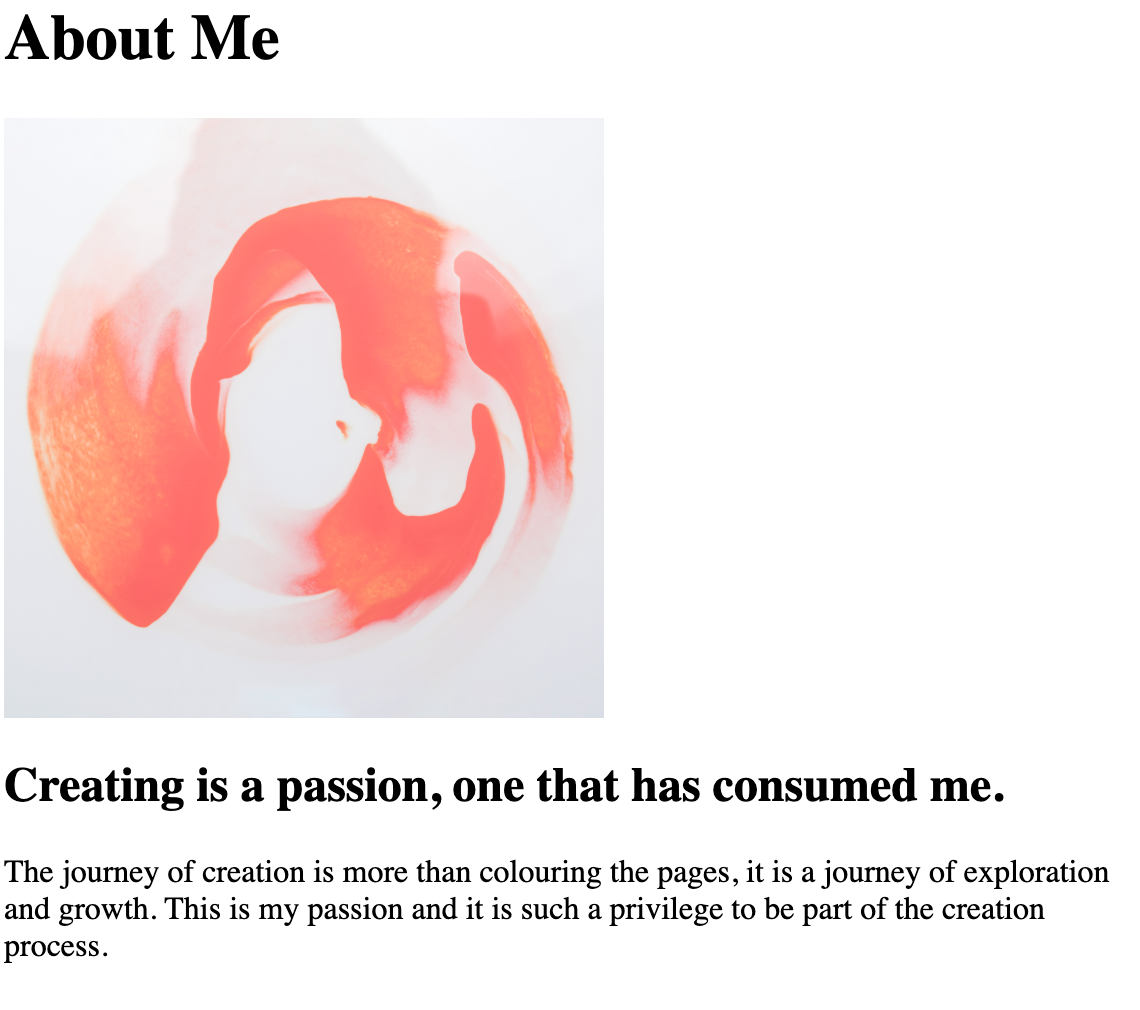 About Me
Creating is a passion, one that has consumed me.
The journey of creation is more than colouring the pages, it is a journey of exploration
and growth. This is my passion and it is such a privilege to be part of the creation
process.